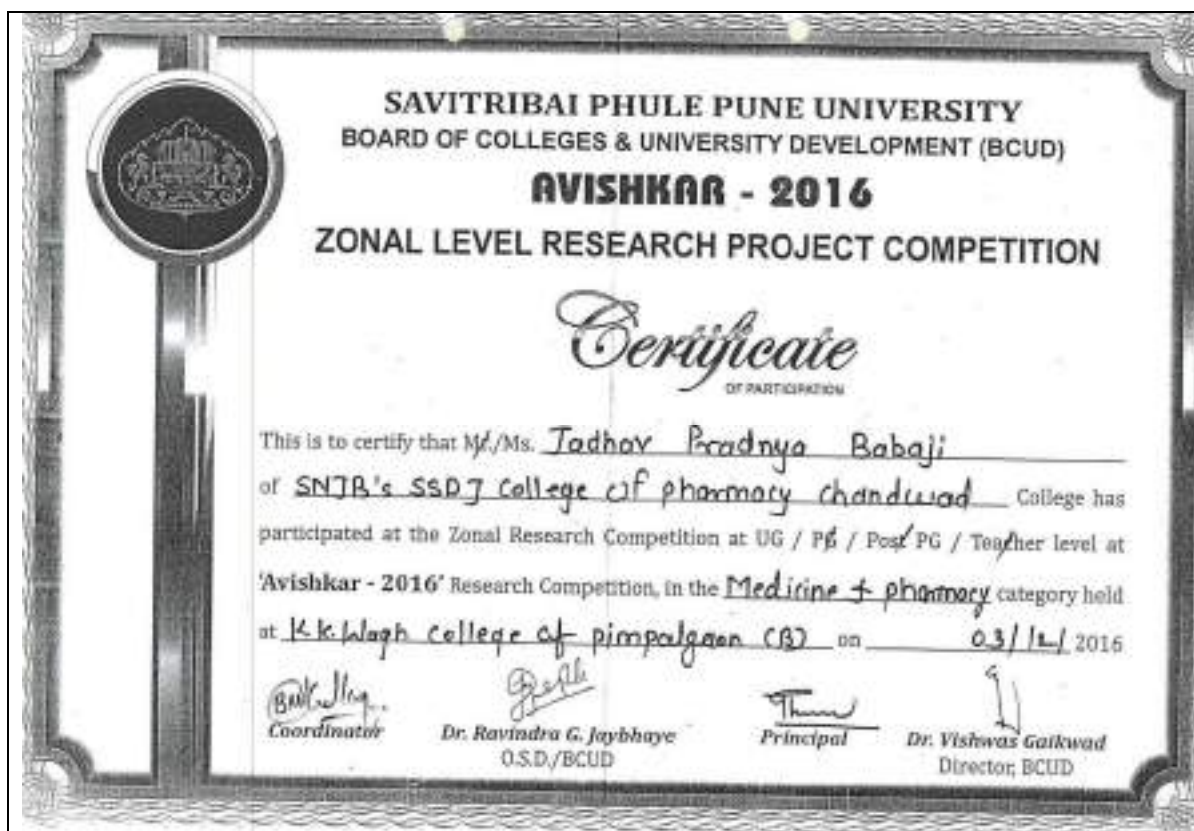 SAVITRIBAI PHULE PUNE UNIVERSITY
BOARD OF COLLEGES & UNIVERSITY DEVELOPMENT (BCUD)
AVISHKAR - 2016
ZONAL LEVEL RESEARCH PROJECT COMPETITION
Certificate
OF PARTICIPATION
This is to certify that Mr./Ms. Jadhav Pradnya Babaji
of SNJB's SSDJ College of pharmacy chandwad College has
participated at the Zonal Research Competition at UG / PG / Post PG / Teacher level at
'Avishkar - 2016' Research Competition, in the Medicine & pharmacy category held
at K.K.Wagh College of pimpalgaon (B) on 03/12/ 2016
Coordinator Dr. Ravindra G. Jaybhaye Principal Dr. Vishwas Gaikwad
O.S.D./BCUD Director, BCUD